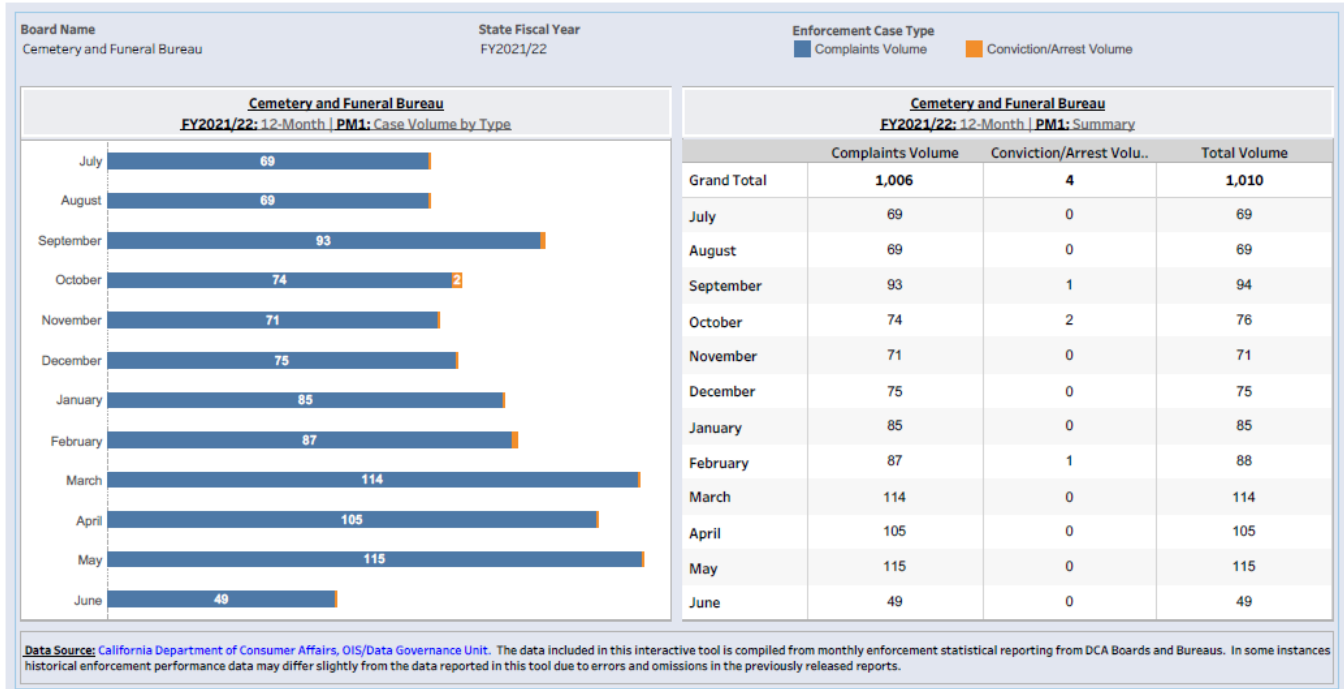 Board Name
Cemetery and Funeral Bureau
State Fiscal Year
FY2021/22
Enforcement Case Type
Complaints Volume
Conviction/Arrest Volume
Cemetery and Funeral Bureau
FY2021/22: 12-Month | PM1: Case Volume by Type
July 69
August 69
September 93
October 74 2
November 71
December 75
January 85
February 87
March 114
April 105
May 115
June 49
Cemetery and Funeral Bureau
FY2021/22: 12-Month | PM1: Summary
Complaints Volume Conviction/Arrest Volu.. Total Volume
Grand Total 1,006 4 1,010
July 69 0 69
August 69 0 69
September 93 1 94
October 74 2 76
November 71 0 71
December 75 0 75
January 85 0 85
February 87 1 88
March 114 0 114
April 105 0 105
May 115 0 115
June 49 0 49
Data Source: California Department of Consumer Affairs, OIS/Data Governance Unit. The data included in this interactive tool is compiled from monthly enforcement statistical reporting from DCA Boards and Bureaus. In some instances
historical enforcement performance data may differ slightly from the data reported in this tool due to errors and omissions in the previously released reports.